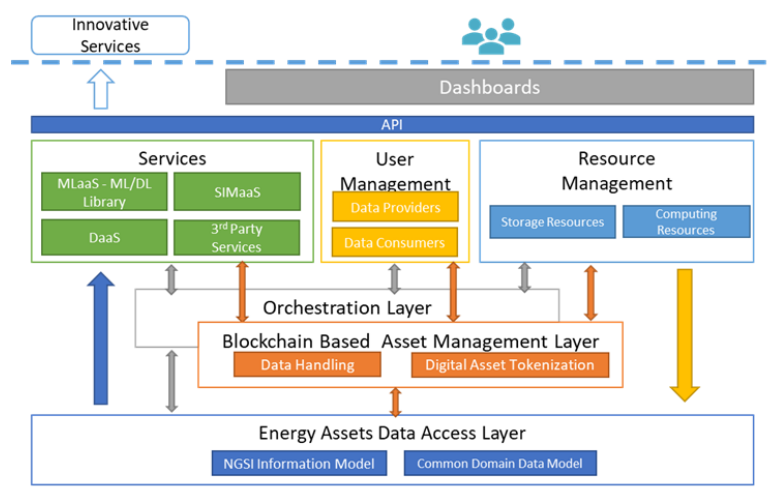 Innovative
Services
Dashboards
API
Services
MLaaS - ML/DL
Library
SIMaaS
DaaS
3rd Party
Services
User
Management
Data Providers
Data Consumers
Resource
Management
Storage Resources
Computing
Resources
Orchestration Layer
Blockchain Based Asset Management Layer
Data Handling
Digital Asset Tokenization
Energy Assets Data Access Layer
NGSI Information Model
Common Domain Data Model